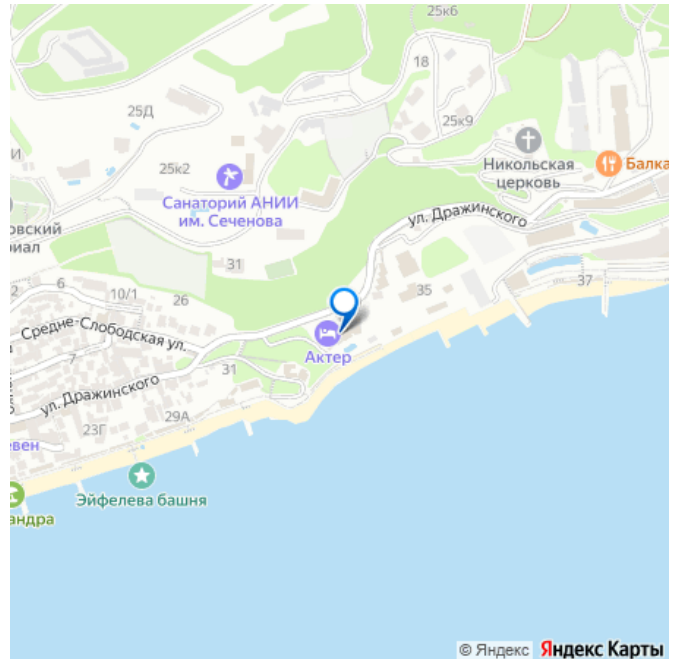 25к6
18
25Д
25к9
И
25к2
Никольская
церковь
Балка
Санаторий АНИИ
им. Сеченова
ул. Дражинского
овский
риал
31
37
2
6
10/1
26
35
Средне-Слободская ул.
Актер
7
31
ул. Дражинского
29А
23Г
евен
Эйфелева башня
андра
© Яндекс Яндекс Карты